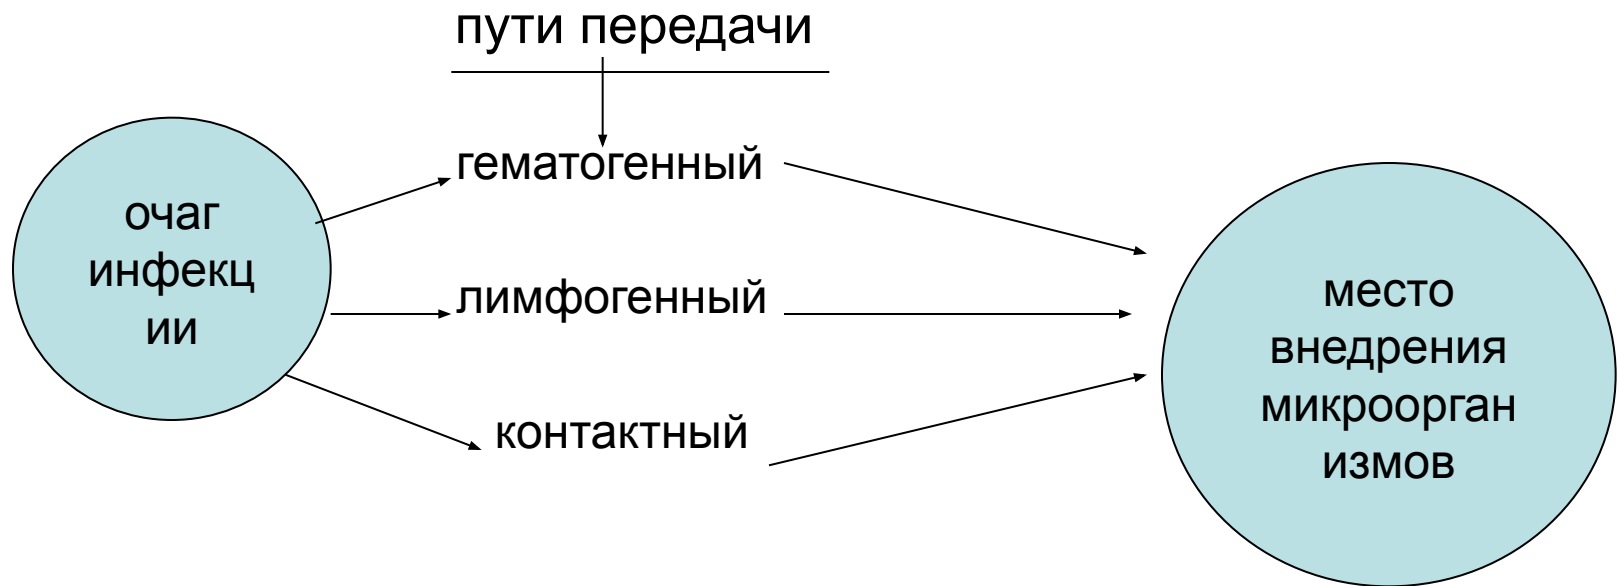 пути передачи
гематогенный
очаг
инфекц
ии
лимфогенный
контактный
место
внедрения
микроорган
измов